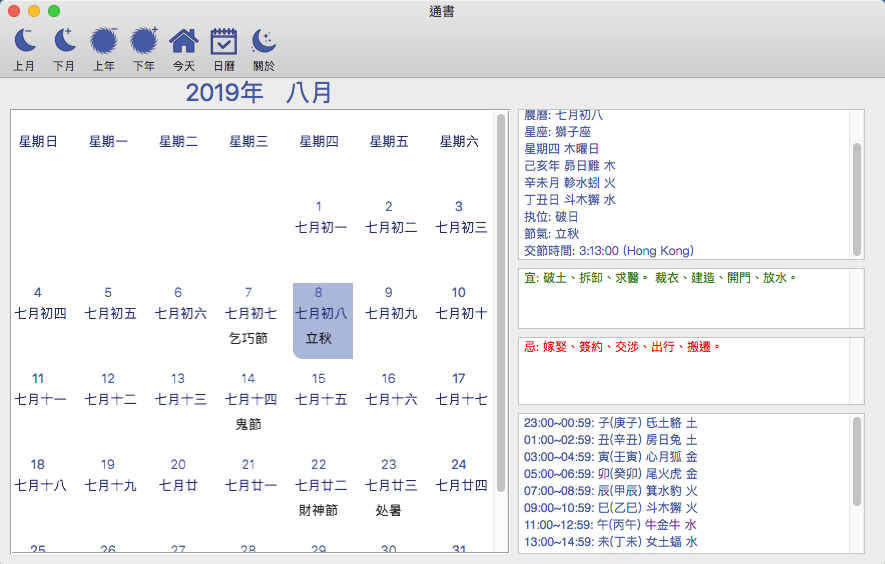 通書
上月 下月 上年 下年 今天 日曆 關於
2019年 八月
星期日 星期一 星期二 星期三 星期四 星期五 星期六
1 2 3
七月初一 七月初二 七月初三
4 5 6 7 8 9 10
七月初四 七月初五 七月初六 七月初七 七月初八 七月初九 七月初十
乞巧節 立秋
11 12 13 14 15 16 17
七月十一 七月十二 七月十三 七月十四 七月十五 七月十六 七月十七
鬼節
18 19 20 21 22 23 24
七月十八 七月十九 七月廿 七月廿一 七月廿二 七月廿三 七月廿四
財神節 处暑
25 26 27 28 29 30 31
農曆: 七月初八
星座: 獅子座
星期四 木曜日
己亥年 昴日雞 木
辛未月 軫水蚓 火
丁丑日 斗木獬 水
执位: 破日
節氣: 立秋
交節時間: 3:13:00 (Hong Kong)
宜: 破土、拆卸、求醫。 裁衣、建造、開門、放水。
忌: 嫁娶、簽約、交涉、出行、搬遷。
23:00~00:59: 子(庚子) 氐土貉 土
01:00~02:59: 丑(辛丑) 房日兔 土
03:00~04:59: 寅(壬寅) 心月狐 金
05:00~06:59: 卯(癸卯) 尾火虎 金
07:00~08:59: 辰(甲辰) 箕水豹 火
09:00~10:59: 巳(乙巳) 斗木獬 火
11:00~12:59: 午(丙午) 牛金牛 水
13:00~14:59: 未(丁未) 女土蝠 水